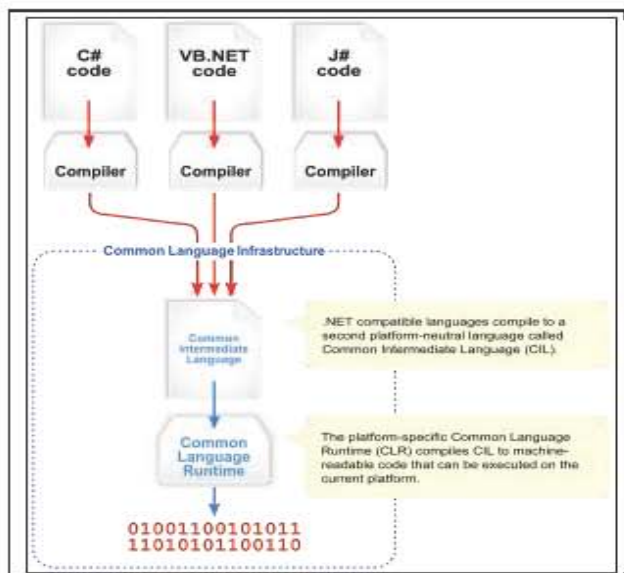 C#
code
VB.NET
code
J#
code
Compiler
Compiler
Compiler
Common Language Infrastructure
Common
Intermediate
Language
.NET compatible languages compile to a
second platform-neutral language called
Common Intermediate Language (CIL).
Common
Language
Runtime
The platform-specific Common Language
Runtime (CLR) compiles CIL to machine-
readable code that can be executed on the
current platform.
01001100101011
11010101100110